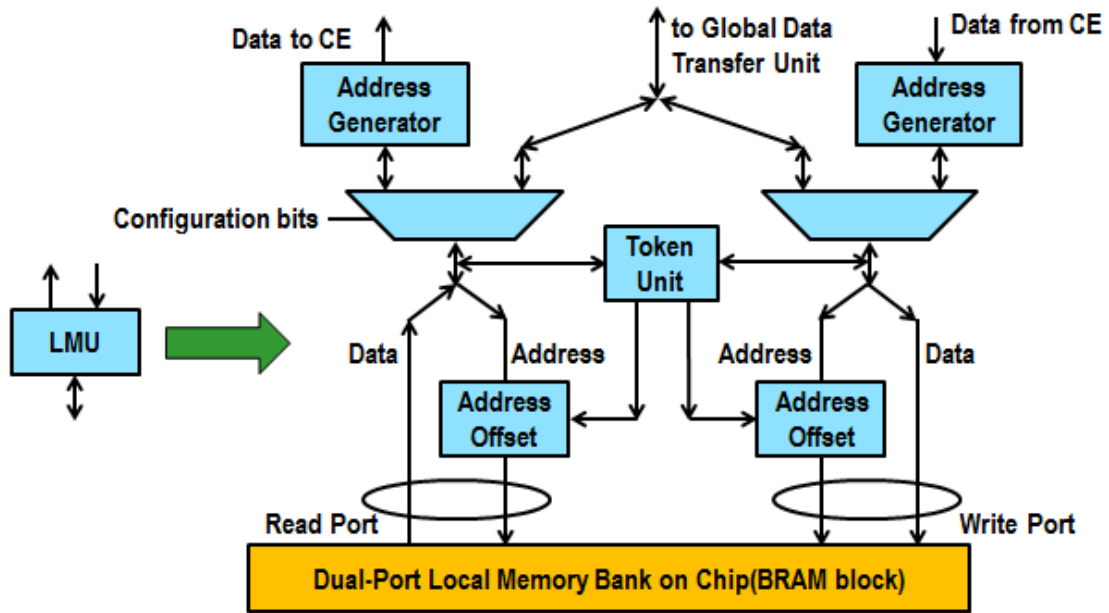 Data to CE
to Global Data
Transfer Unit
Data from CE
Address
Generator
Address
Generator
Configuration bits
Token
Unit
LMU
Data
Address
Address
Data
Address
Offset
Address
Offset
Read Port
Write Port
Dual-Port Local Memory Bank on Chip(BRAM block)